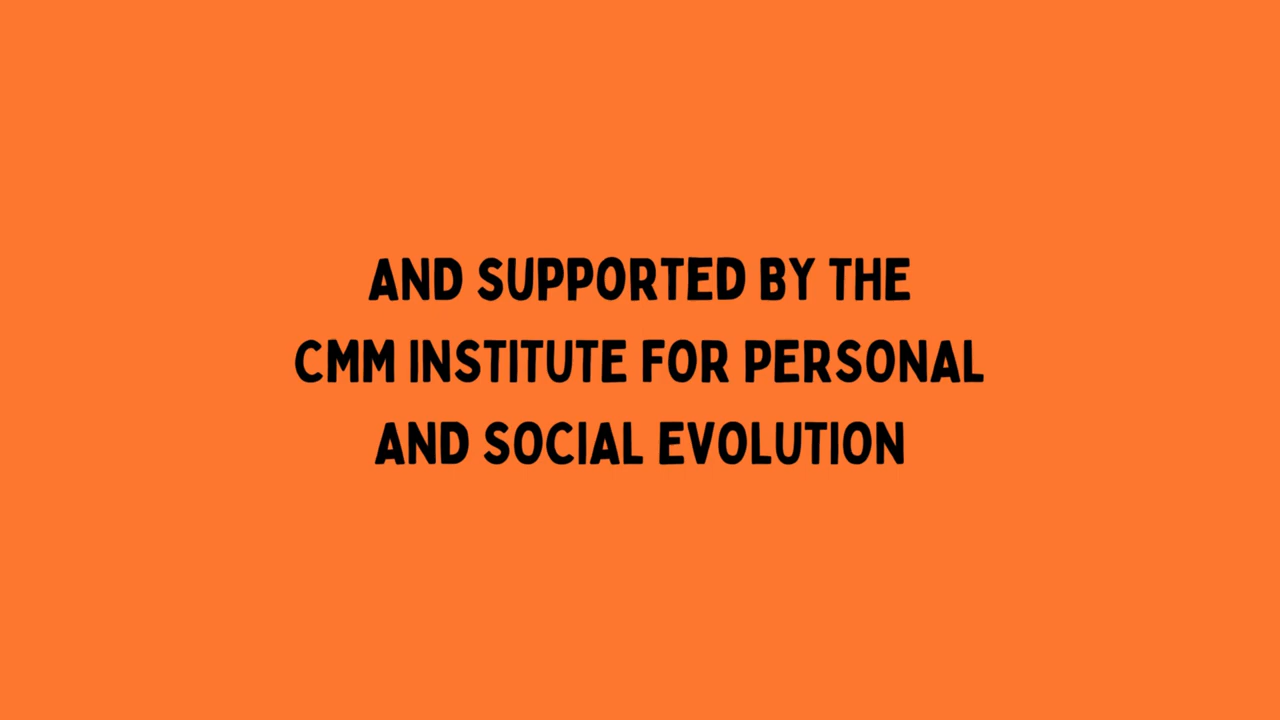 AND SUPPORTED BY THE
CMM INSTITUTE FOR PERSONAL
AND SOCIAL EVOLUTION